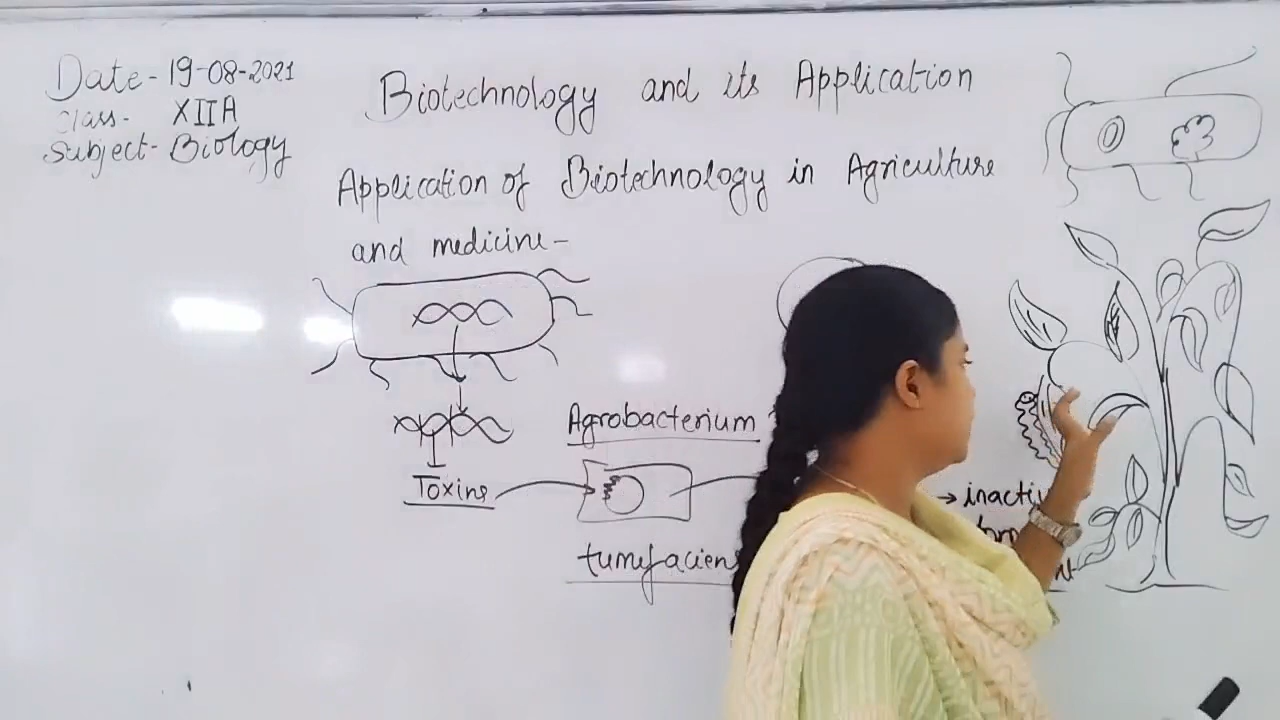 Date - 19-08-2021
Class - XII A
Subject - Biology
Biotechnology and its Application
Application of Biotechnology in Agriculture
and medicine -
Agrobacterium
Toxins
→ inacti
tumefacien